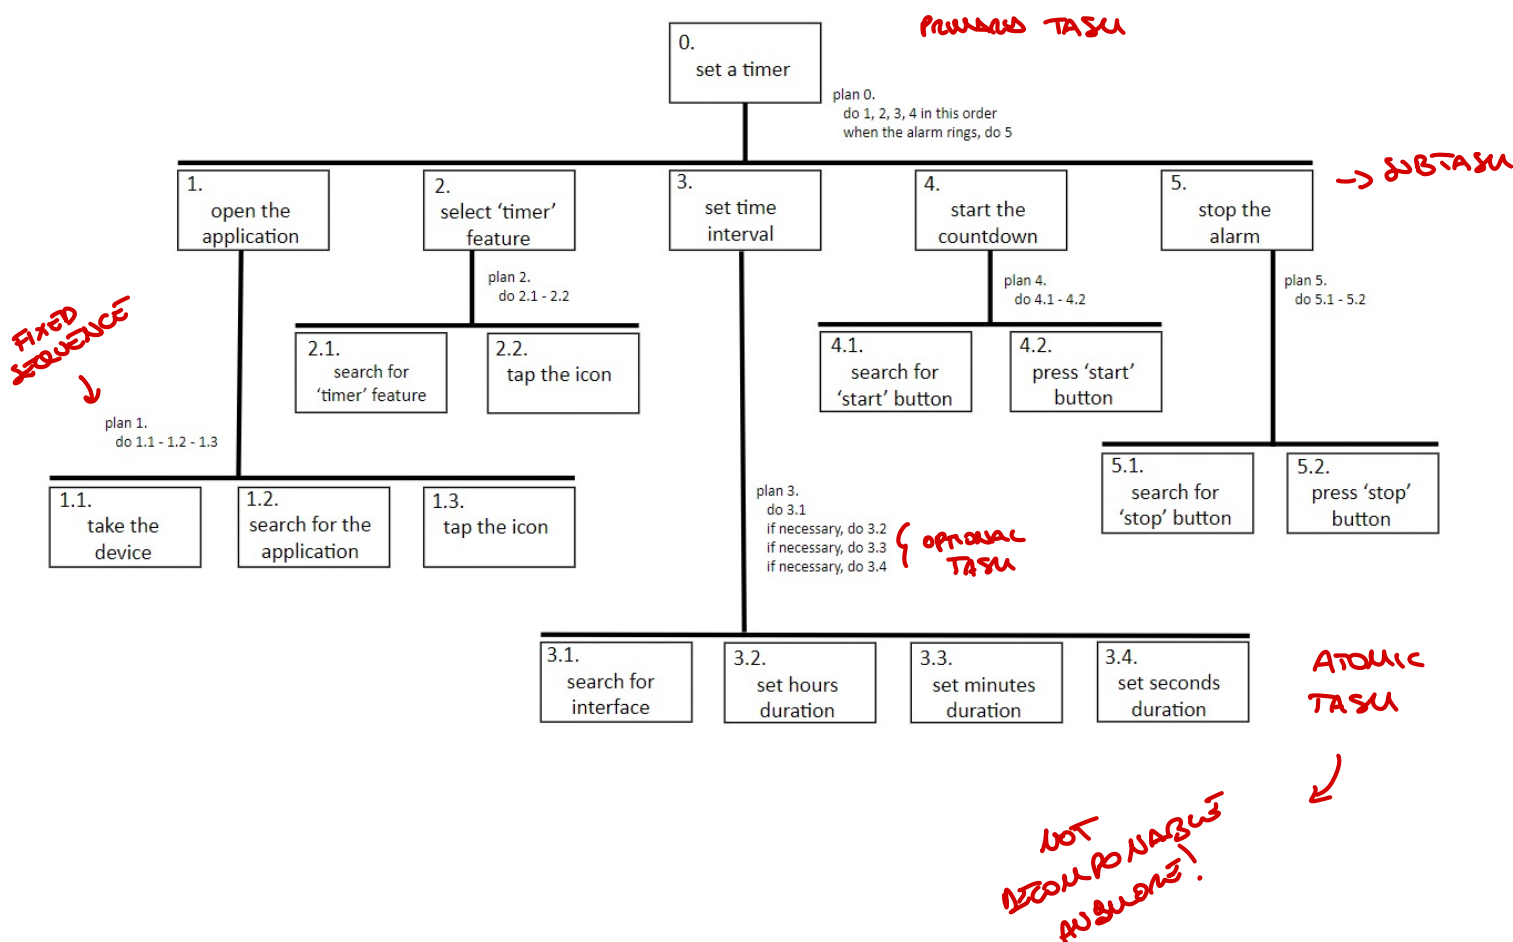 PRIMARY TASK
0.
set a timer
plan 0.
do 1, 2, 3, 4 in this order
when the alarm rings, do 5
1.
open the
application
2.
select ‘timer’
feature
3.
set time
interval
4.
start the
countdown
5.
stop the
alarm
→ SUBTASK
plan 2.
do 2.1 - 2.2
plan 4.
do 4.1 - 4.2
plan 5.
do 5.1 - 5.2
FIXED
SEQUENCE
2.1.
search for
‘timer’ feature
2.2.
tap the icon
4.1.
search for
‘start’ button
4.2.
press ‘start’
button
plan 1.
do 1.1 - 1.2 - 1.3
1.1.
take the
device
1.2.
search for the
application
1.3.
tap the icon
5.1.
search for
‘stop’ button
5.2.
press ‘stop’
button
plan 3.
do 3.1
if necessary, do 3.2
if necessary, do 3.3
if necessary, do 3.4
OPTIONAL
TASK
3.1.
search for
interface
3.2.
set hours
duration
3.3.
set minutes
duration
3.4.
set seconds
duration
ATOMIC
TASK
NOT
DECOMPONABLE
ANYMORE!